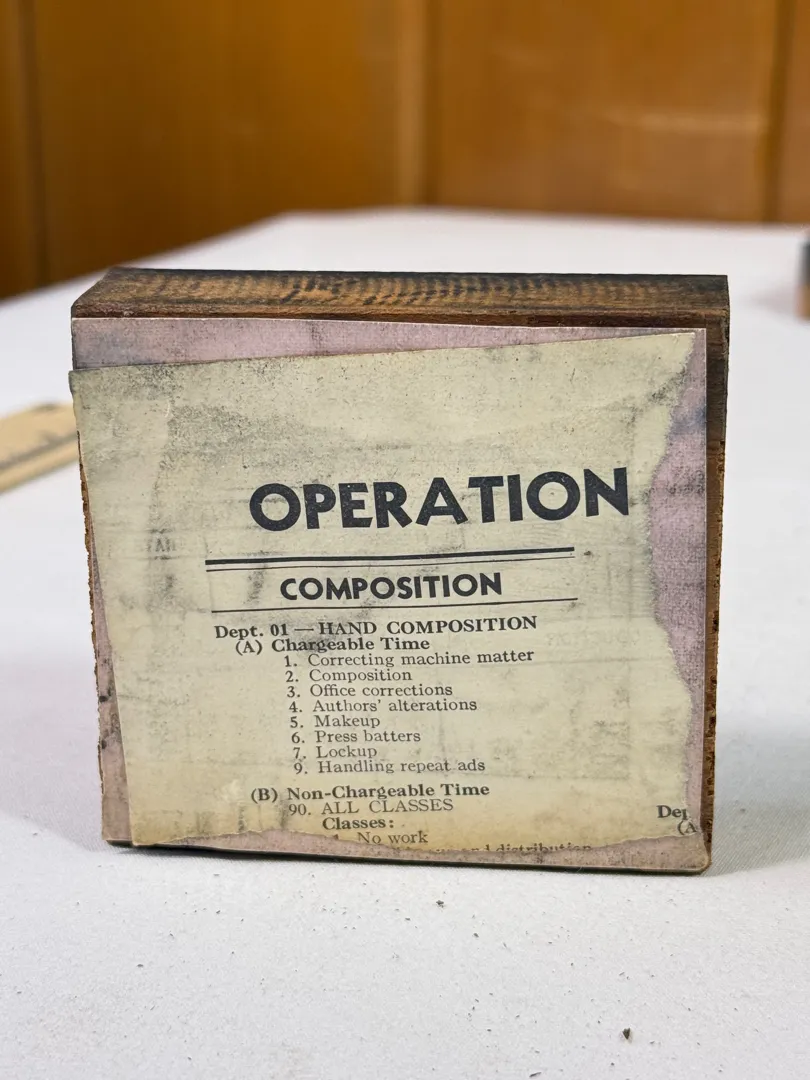 OPERATION
COMPOSITION
Dept. 01 — HAND COMPOSITION
(A) Chargeable Time
1. Correcting machine matter
2. Composition
3. Office corrections
4. Authors' alterations
5. Makeup
6. Press batters
7. Lockup
9. Handling repeat ads
(B) Non-Chargeable Time
90. ALL CLASSES
Classes:
No work
and distribution
(A